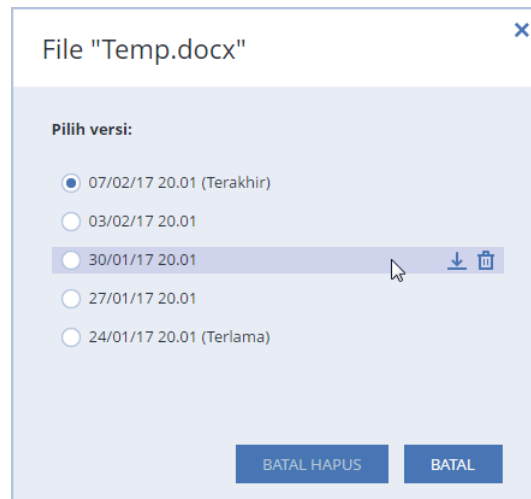 File "Temp.docx"
Pilih versi:
07/02/17 20.01 (Terakhir)
03/02/17 20.01
30/01/17 20.01
27/01/17 20.01
24/01/17 20.01 (Terlama)
BATAL HAPUS BATAL